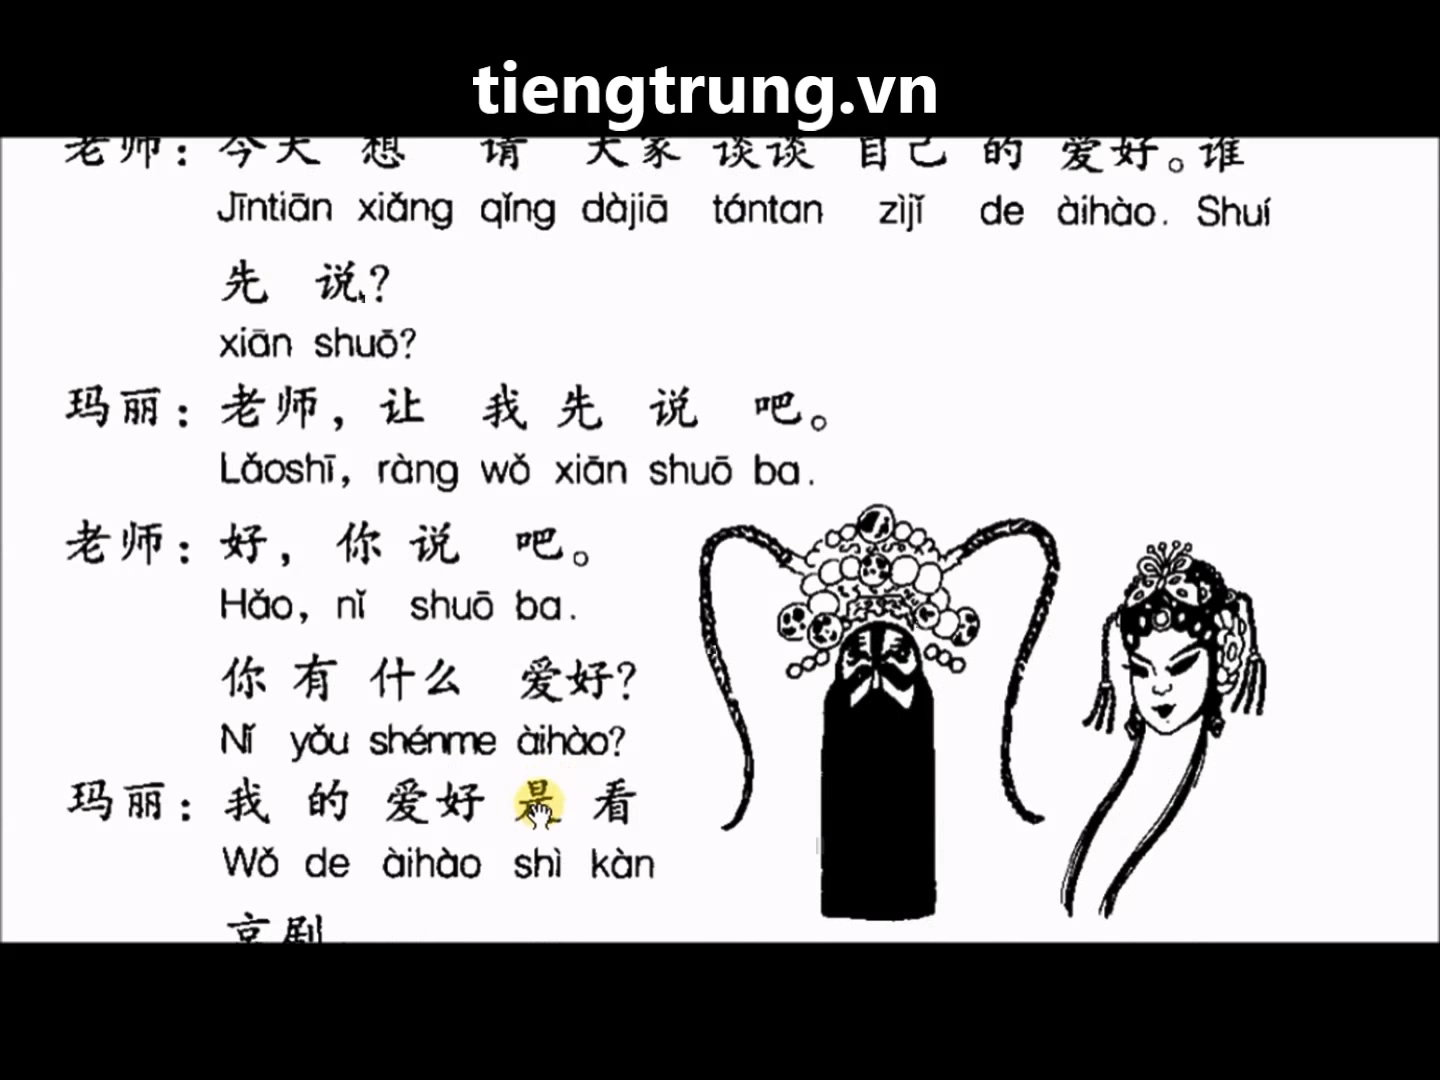 tiengtrung.vn
老师：今天 想 请 大家 谈谈 自己 的 爱好。谁
Jīntiān xiǎng qǐng dàjiā tántan zìjǐ de àihào. Shuí
先 说?
xiān shuō?
玛丽：老师，让 我 先 说 吧。
Lǎoshī, ràng wǒ xiān shuō ba.
老师：好，你 说 吧。
Hǎo, nǐ shuō ba.
你 有 什么 爱好?
Nǐ yǒu shénme àihào?
玛丽：我 的 爱好 是 看
Wǒ de àihào shì kàn
京剧